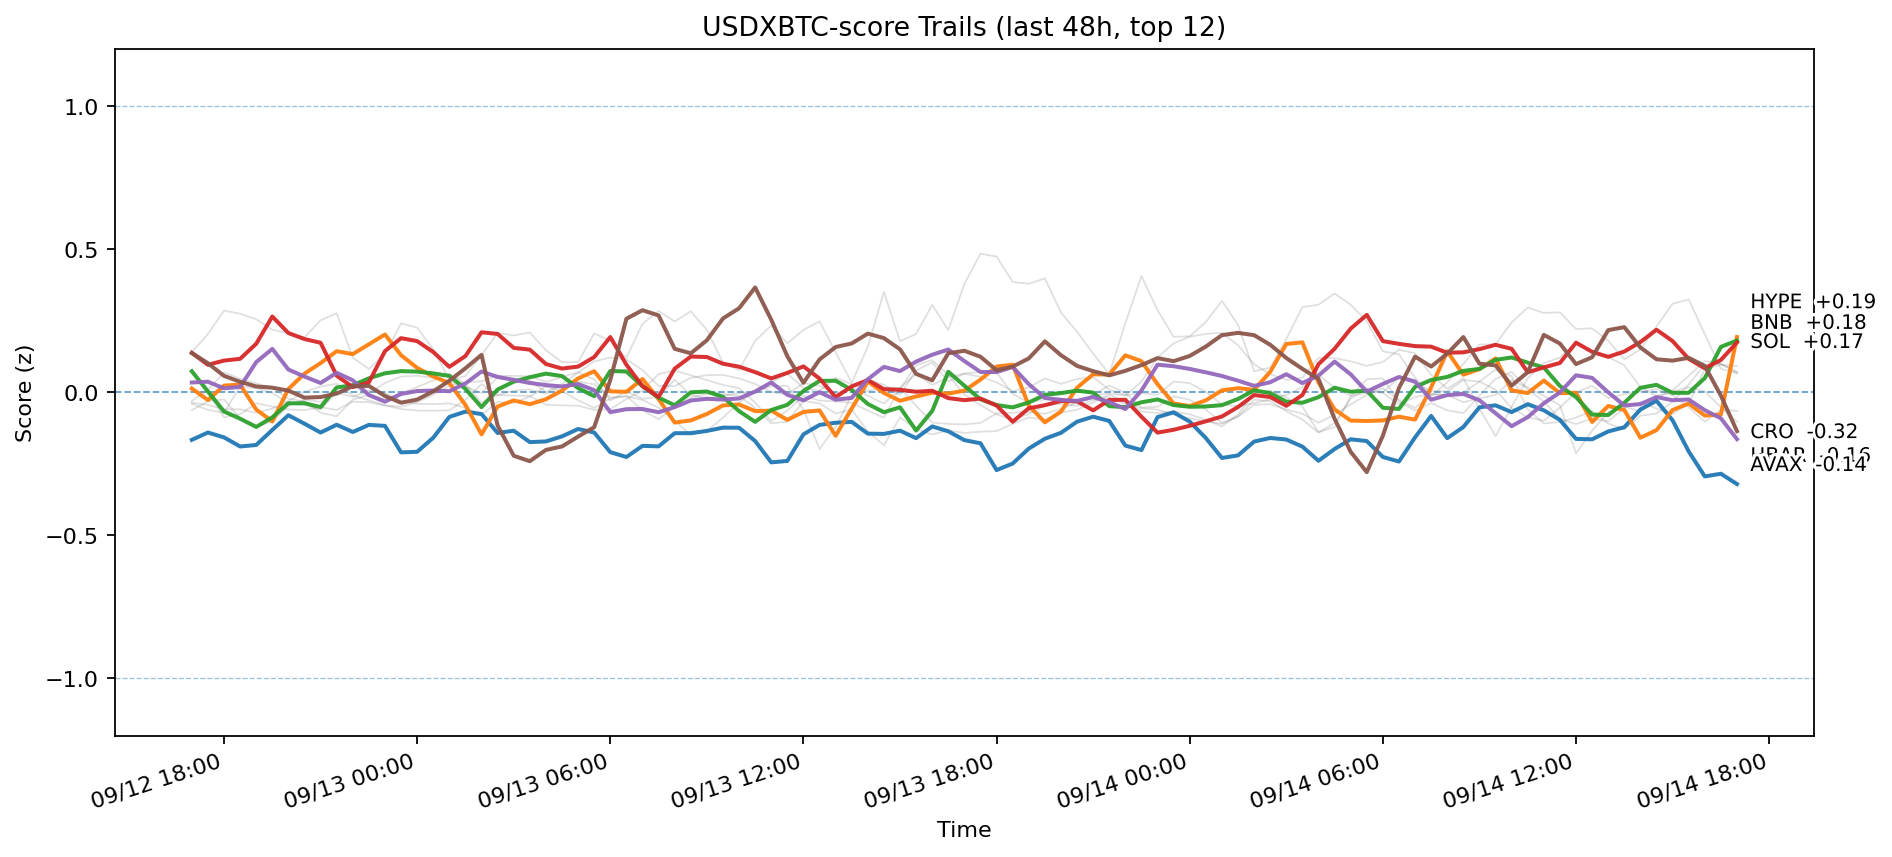 USDXBTC-score Trails (last 48h, top 12)
Score (z)
1.0
0.5
0.0
−0.5
−1.0
HYPE +0.19
BNB +0.18
SOL +0.17
CRO -0.32
AVAX -0.14
09/12 18:00
09/13 00:00
09/13 06:00
09/13 12:00
09/13 18:00
09/14 00:00
09/14 06:00
09/14 12:00
09/14 18:00
Time